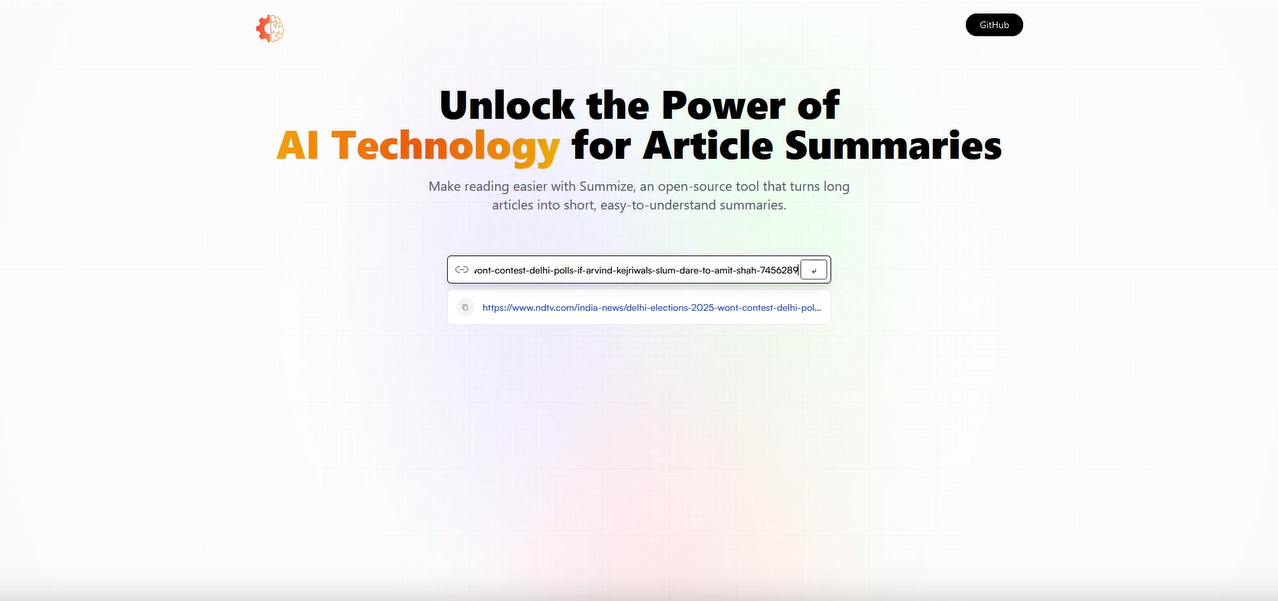 GitHub
Unlock the Power of
AI Technology for Article Summaries
Make reading easier with Summize, an open-source tool that turns long
articles into short, easy-to-understand summaries.
wont-contest-delhi-polls-if-arvind-kejriwals-slum-dare-to-amit-shah-7456289
https://www.ndtv.com/india-news/delhi-elections-2025-wont-contest-delhi-pol...